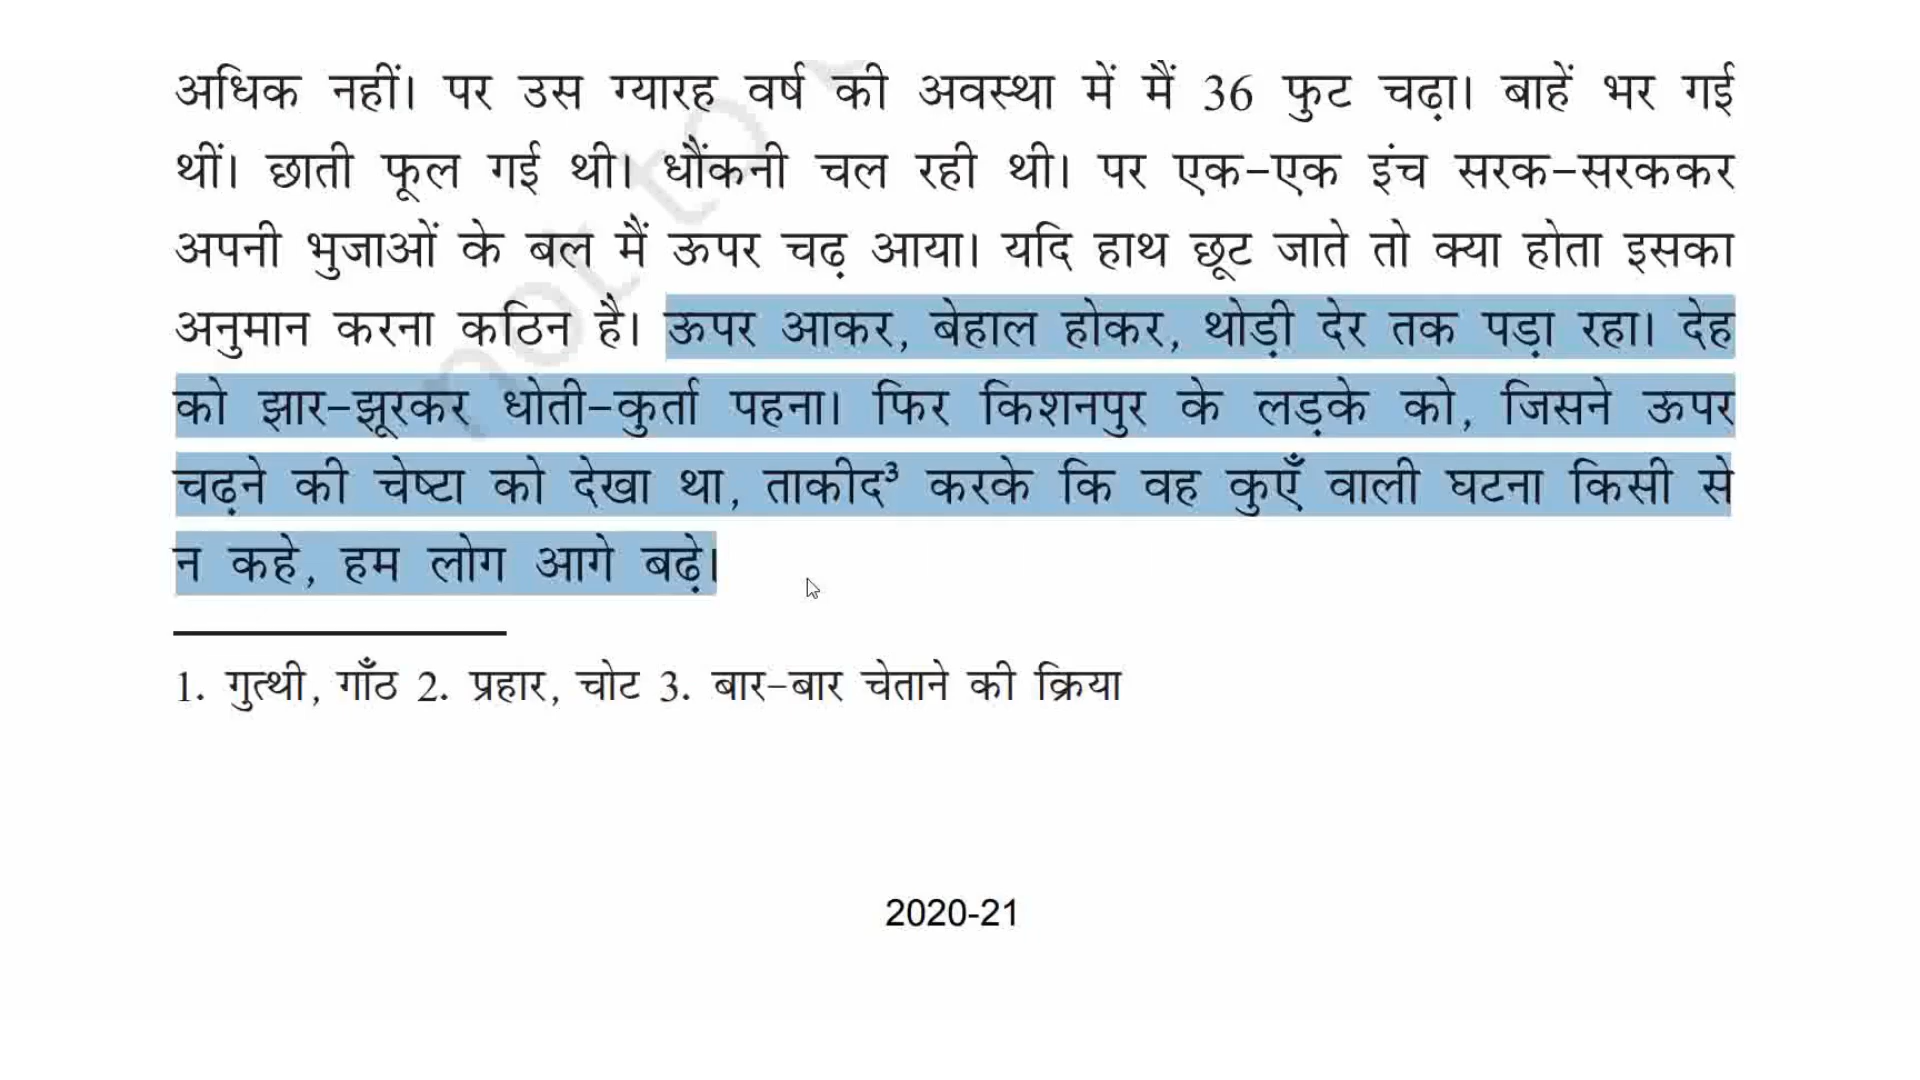 अधिक नहीं। पर उस ग्यारह वर्ष की अवस्था में मैं 36 फुट चढ़ा। बाहें भर गई
थीं। छाती फूल गई थी। धौंकनी चल रही थी। पर एक-एक इंच सरक-सरककर
अपनी भुजाओं के बल मैं ऊपर चढ़ आया। यदि हाथ छूट जाते तो क्या होता इसका
अनुमान करना कठिन है। ऊपर आकर, बेहाल होकर, थोड़ी देर तक पड़ा रहा। देह
को झार-झूरकर धोती-कुर्ता पहना। फिर किशनपुर के लड़के को, जिसने ऊपर
चढ़ने की चेष्टा को देखा था, ताकीद³ करके कि वह कुएँ वाली घटना किसी से
न कहे, हम लोग आगे बढ़े।
1. गुत्थी, गाँठ 2. प्रहार, चोट 3. बार-बार चेताने की क्रिया
2020-21
not to